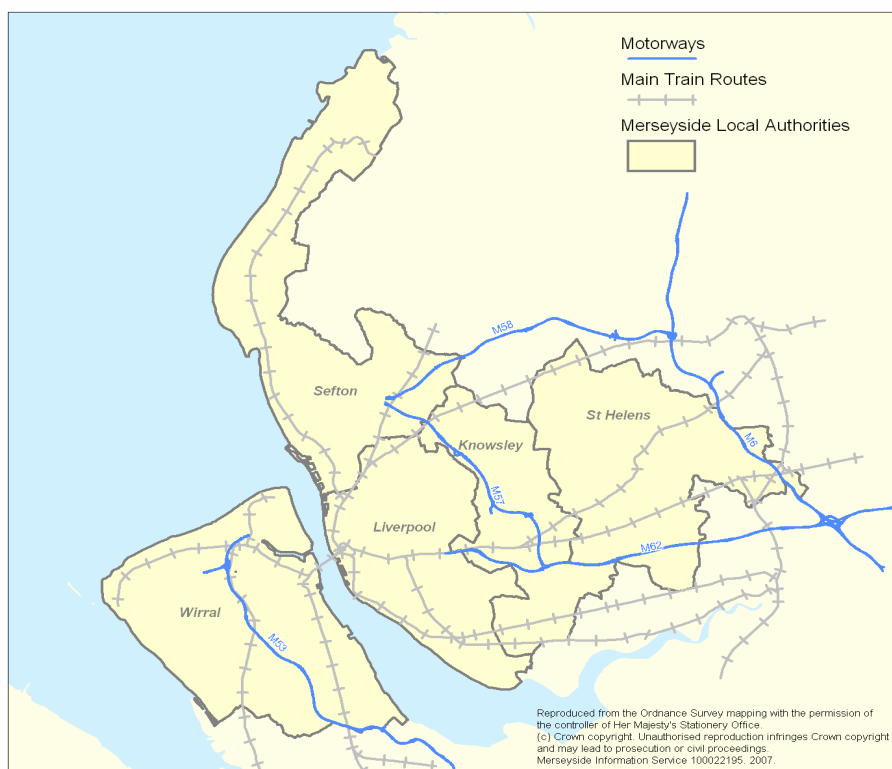 Motorways
Main Train Routes
Merseyside Local Authorities
M58
Sefton
St Helens
M6
Knowsley
M57
Liverpool
M62
Wirral
M53
Reproduced from the Ordnance Survey mapping with the permission of
the controller of Her Majesty's Stationery Office.
(c) Crown copyright. Unauthorised reproduction infringes Crown copyright
and may lead to prosecution or civil proceedings.
Merseyside Information Service 100022195. 2007.